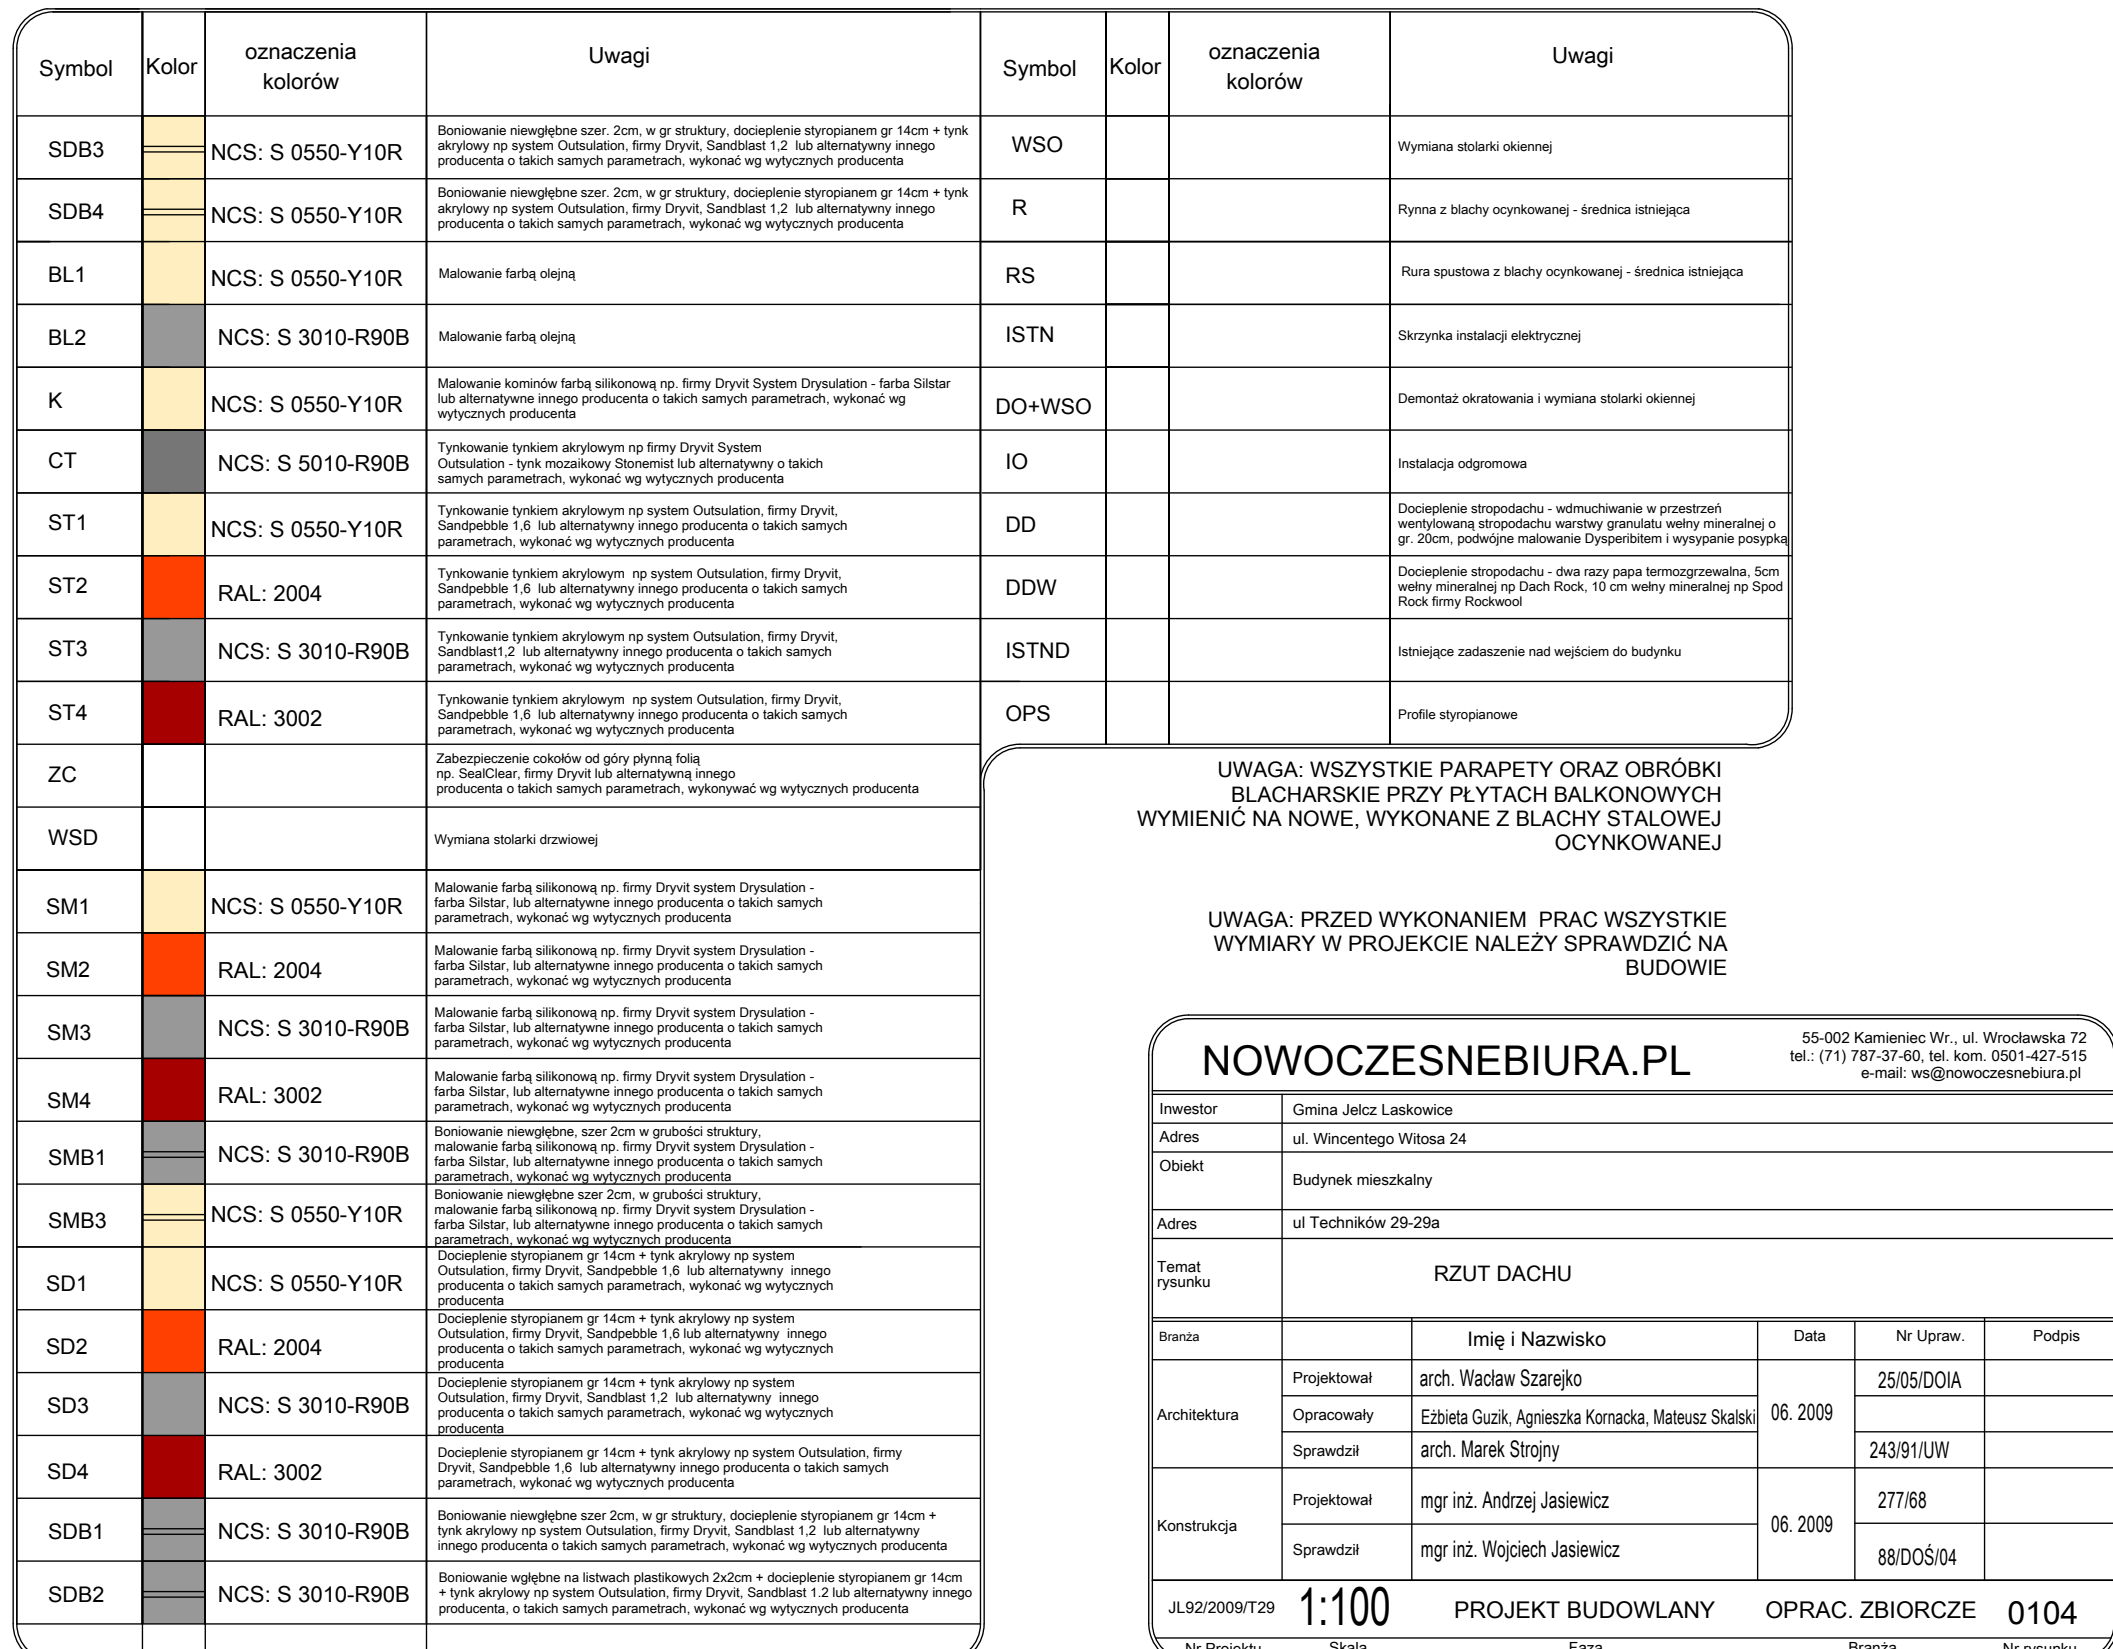 Symbol
Kolor
oznaczenia
kolorów
Uwagi
SDB3
NCS: S 0550-Y10R
Boniowanie niewgłębne szer. 2cm, w gr struktury, docieplenie styropianem gr 14cm + tynk
akrylowy np system Outsulation, firmy Dryvit, Sandblast 1,2 lub alternatywny innego
producenta o takich samych parametrach, wykonać wg wytycznych producenta
SDB4
NCS: S 0550-Y10R
Boniowanie niewgłębne szer. 2cm, w gr struktury, docieplenie styropianem gr 14cm + tynk
akrylowy np system Outsulation, firmy Dryvit, Sandblast 1,2 lub alternatywny innego
producenta o takich samych parametrach, wykonać wg wytycznych producenta
BL1
NCS: S 0550-Y10R
Malowanie farbą olejną
BL2
NCS: S 3010-R90B
Malowanie farbą olejną
K
NCS: S 0550-Y10R
Malowanie kominów farbą silikonową np. firmy Dryvit System Drysulation - farba Silstar
lub alternatywne innego producenta o takich samych parametrach, wykonać wg
wytycznych producenta
CT
NCS: S 5010-R90B
Tynkowanie tynkiem akrylowym np firmy Dryvit System
Outsulation - tynk mozaikowy Stonemist lub alternatywny o takich
samych parametrach, wykonać wg wytycznych producenta
ST1
NCS: S 0550-Y10R
Tynkowanie tynkiem akrylowym np system Outsulation, firmy Dryvit,
Sandpebble 1,6 lub alternatywny innego producenta o takich samych
parametrach, wykonać wg wytycznych producenta
ST2
RAL: 2004
Tynkowanie tynkiem akrylowym np system Outsulation, firmy Dryvit,
Sandpebble 1,6 lub alternatywny innego producenta o takich samych
parametrach, wykonać wg wytycznych producenta
ST3
NCS: S 3010-R90B
Tynkowanie tynkiem akrylowym np system Outsulation, firmy Dryvit,
Sandblast1,2 lub alternatywny innego producenta o takich samych
parametrach, wykonać wg wytycznych producenta
ST4
RAL: 3002
Tynkowanie tynkiem akrylowym np system Outsulation, firmy Dryvit,
Sandpebble 1,6 lub alternatywny innego producenta o takich samych
parametrach, wykonać wg wytycznych producenta
ZC
Zabezpieczenie cokołów od góry płynną folią
np. SealClear, firmy Dryvit lub alternatywną innego
producenta o takich samych parametrach, wykonywać wg wytycznych producenta
WSD
Wymiana stolarki drzwiowej
SM1
NCS: S 0550-Y10R
Malowanie farbą silikonową np. firmy Dryvit system Drysulation -
farba Silstar, lub alternatywne innego producenta o takich samych
parametrach, wykonać wg wytycznych producenta
SM2
RAL: 2004
Malowanie farbą silikonową np. firmy Dryvit system Drysulation -
farba Silstar, lub alternatywne innego producenta o takich samych
parametrach, wykonać wg wytycznych producenta
SM3
NCS: S 3010-R90B
Malowanie farbą silikonową np. firmy Dryvit system Drysulation -
farba Silstar, lub alternatywne innego producenta o takich samych
parametrach, wykonać wg wytycznych producenta
SM4
RAL: 3002
Malowanie farbą silikonową np. firmy Dryvit system Drysulation -
farba Silstar, lub alternatywne innego producenta o takich samych
parametrach, wykonać wg wytycznych producenta
SMB1
NCS: S 3010-R90B
Boniowanie niewgłębne, szer 2cm w grubości struktury,
malowanie farbą silikonową np. firmy Dryvit system Drysulation -
farba Silstar, lub alternatywne innego producenta o takich samych
parametrach, wykonać wg wytycznych producenta
SMB3
NCS: S 0550-Y10R
Boniowanie niewgłębne szer 2cm, w grubości struktury,
malowanie farbą silikonową np. firmy Dryvit system Drysulation -
farba Silstar, lub alternatywne innego producenta o takich samych
parametrach, wykonać wg wytycznych producenta
SD1
NCS: S 0550-Y10R
Docieplenie styropianem gr 14cm + tynk akrylowy np system
Outsulation, firmy Dryvit, Sandpebble 1,6 lub alternatywny innego
producenta o takich samych parametrach, wykonać wg wytycznych
producenta
SD2
RAL: 2004
Docieplenie styropianem gr 14cm + tynk akrylowy np system
Outsulation, firmy Dryvit, Sandpebble 1,6 lub alternatywny innego
producenta o takich samych parametrach, wykonać wg wytycznych
producenta
SD3
NCS: S 3010-R90B
Docieplenie styropianem gr 14cm + tynk akrylowy np system
Outsulation, firmy Dryvit, Sandblast 1,2 lub alternatywny innego
producenta o takich samych parametrach, wykonać wg wytycznych
producenta
SD4
RAL: 3002
Docieplenie styropianem gr 14cm + tynk akrylowy np system Outsulation, firmy
Dryvit, Sandpebble 1,6 lub alternatywny innego producenta o takich samych
parametrach, wykonać wg wytycznych producenta
SDB1
NCS: S 3010-R90B
Boniowanie niewgłębne szer 2cm, w gr struktury, docieplenie styropianem gr 14cm +
tynk akrylowy np system Outsulation, firmy Dryvit, Sandblast 1,2 lub alternatywny
innego producenta o takich samych parametrach, wykonać wg wytycznych producenta
SDB2
NCS: S 3010-R90B
Boniowanie wgłębne na listwach plastikowych 2x2cm + docieplenie styropianem gr 14cm
+ tynk akrylowy np system Outsulation, firmy Dryvit, Sandblast 1.2 lub alternatywny innego
producenta, o takich samych parametrach, wykonać wg wytycznych producenta
Symbol
Kolor
oznaczenia
kolorów
Uwagi
WSO
Wymiana stolarki okiennej
R
Rynna z blachy ocynkowanej - średnica istniejąca
RS
Rura spustowa z blachy ocynkowanej - średnica istniejąca
ISTN
Skrzynka instalacji elektrycznej
DO+WSO
Demontaż okratowania i wymiana stolarki okiennej
IO
Instalacja odgromowa
DD
Docieplenie stropodachu - wdmuchiwanie w przestrzeń
wentylowaną stropodachu warstwy granulatu wełny mineralnej o
gr. 20cm, podwójne malowanie Dysperibitem i wysypanie posypką
DDW
Docieplenie stropodachu - dwa razy papa termozgrzewalna, 5cm
wełny mineralnej np Dach Rock, 10 cm wełny mineralnej np Spod
Rock firmy Rockwool
ISTND
Istniejące zadaszenie nad wejściem do budynku
OPS
Profile styropianowe
UWAGA: WSZYSTKIE PARAPETY ORAZ OBRÓBKI
BLACHARSKIE PRZY PŁYTACH BALKONOWYCH
WYMIENIĆ NA NOWE, WYKONANE Z BLACHY STALOWEJ
OCYNKOWANEJ
UWAGA: PRZED WYKONANIEM PRAC WSZYSTKIE
WYMIARY W PROJEKCIE NALEŻY SPRAWDZIĆ NA
BUDOWIE
NOWOCZESNEBIURA.PL
55-002 Kamieniec Wr., ul. Wrocławska 72
tel.: (71) 787-37-60, tel. kom. 0501-427-515
e-mail: ws@nowoczesnebiura.pl
Inwestor
Gmina Jelcz Laskowice
Adres
ul. Wincentego Witosa 24
Obiekt
Budynek mieszkalny
Adres
ul Techników 29-29a
Temat
rysunku
RZUT DACHU
Branża
Imię i Nazwisko
Data
Nr Upraw.
Podpis
Architektura
Projektował
arch. Wacław Szarejko
06. 2009
25/05/DOIA
Opracowały
Eżbieta Guzik, Agnieszka Kornacka, Mateusz Skalski
Sprawdził
arch. Marek Strojny
243/91/UW
Konstrukcja
Projektował
mgr inż. Andrzej Jasiewicz
06. 2009
277/68
Sprawdził
mgr inż. Wojciech Jasiewicz
88/DOŚ/04
JL92/2009/T29
1:100
PROJEKT BUDOWLANY
OPRAC. ZBIORCZE
0104
Nr Projektu
Skala
Faza
Branża
Nr rysunku